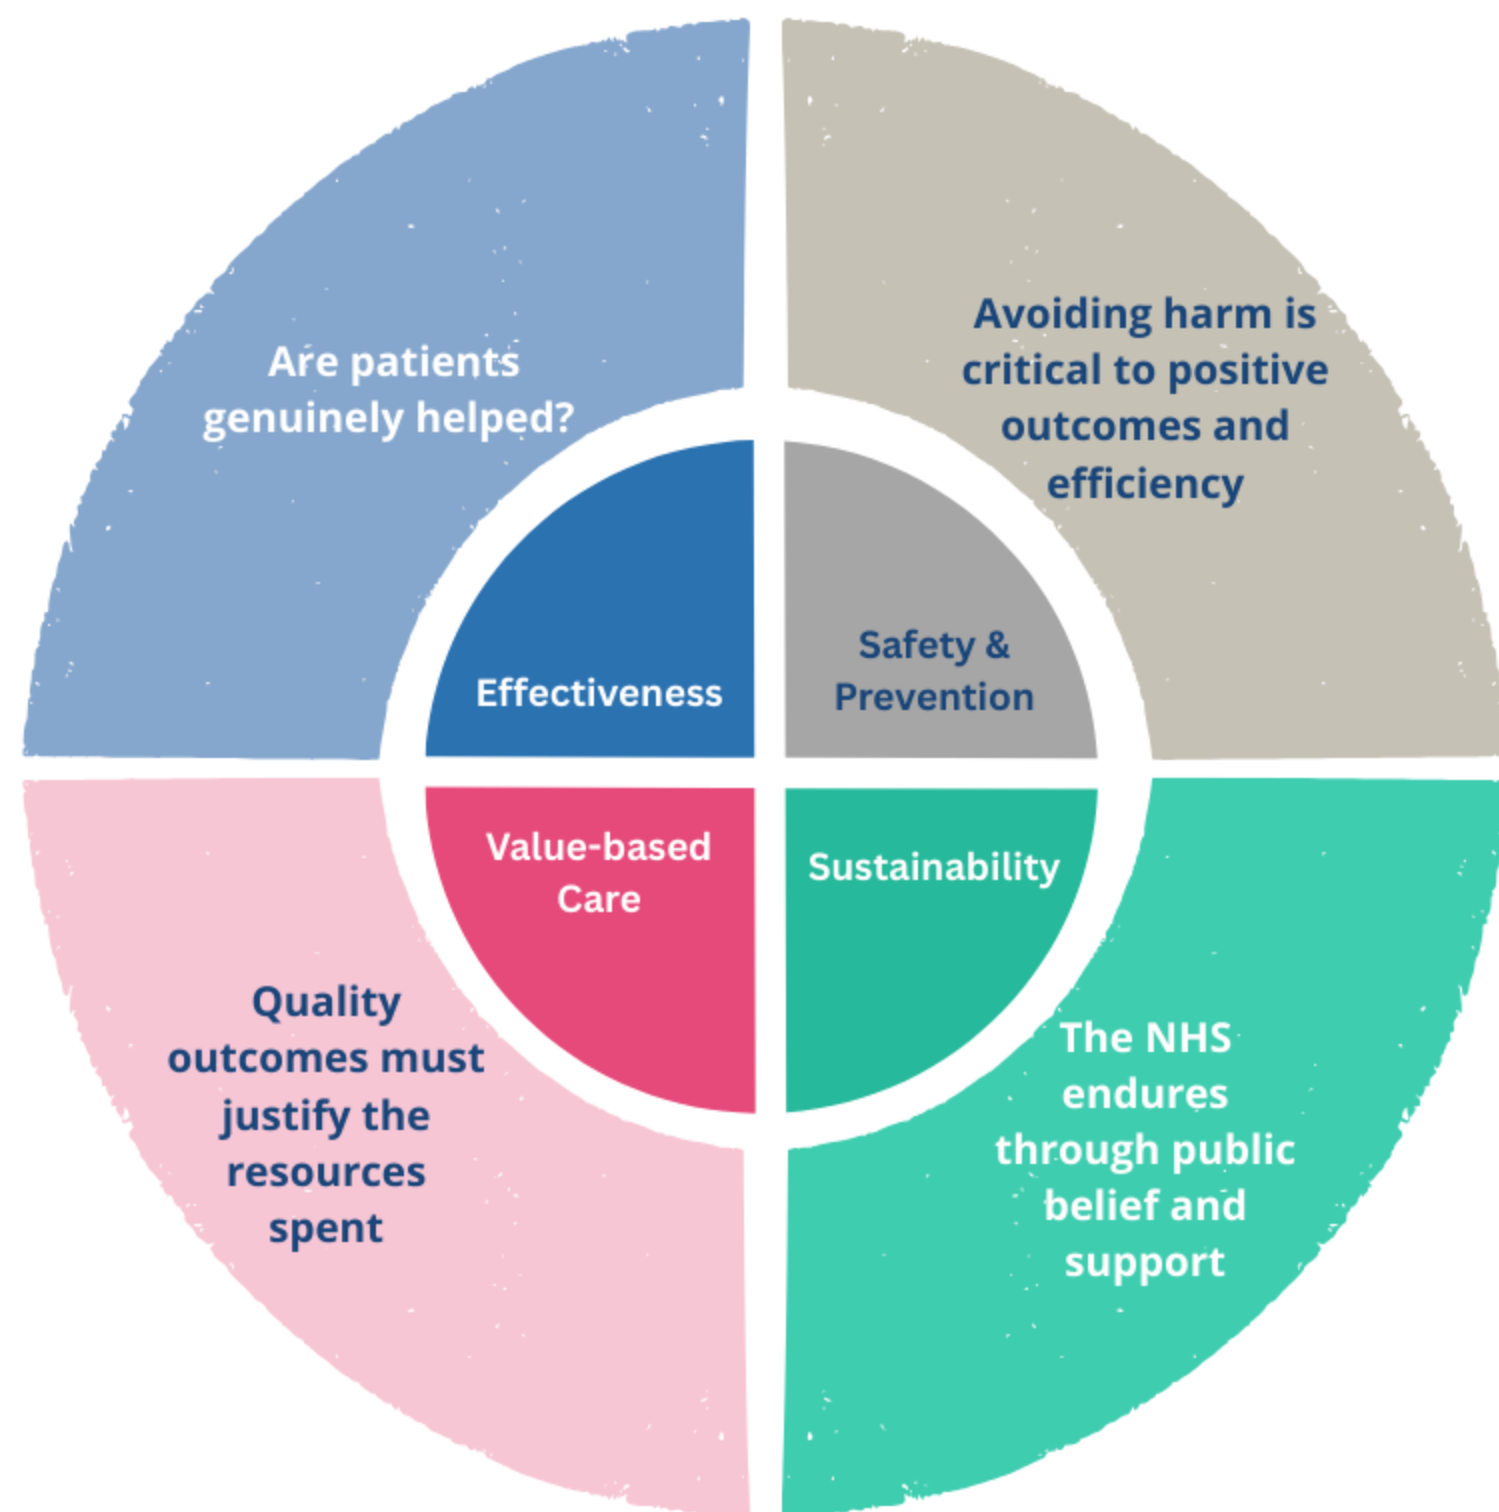 Are patients
genuinely helped?
Avoiding harm is
critical to positive
outcomes and
efficiency
Effectiveness
Safety &
Prevention
Value-based
Care
Sustainability
Quality
outcomes must
justify the
resources
spent
The NHS
endures
through public
belief and
support